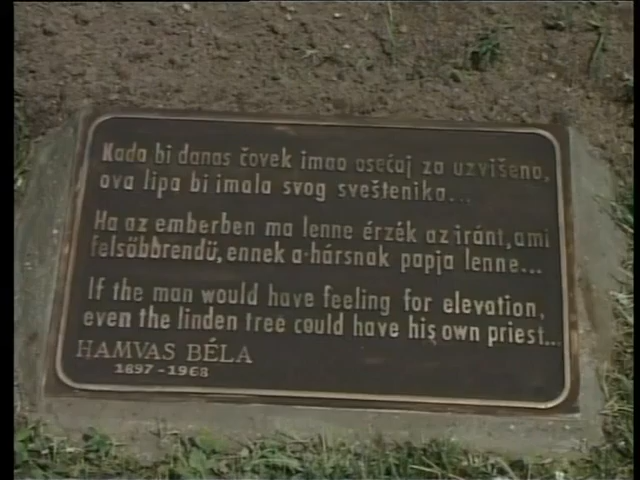 Kada bi danas čovek imao osećaj za uzvišeno,
ova lipa bi imala svog sveštenika...
Ha az emberben ma lenne érzék az iránt, ami
felsőbbrendű, ennek a hársnak papja lenne...
If the man would have feeling for elevation,
even the linden tree could have his own priest...
HAMVAS BÉLA
1897-1968